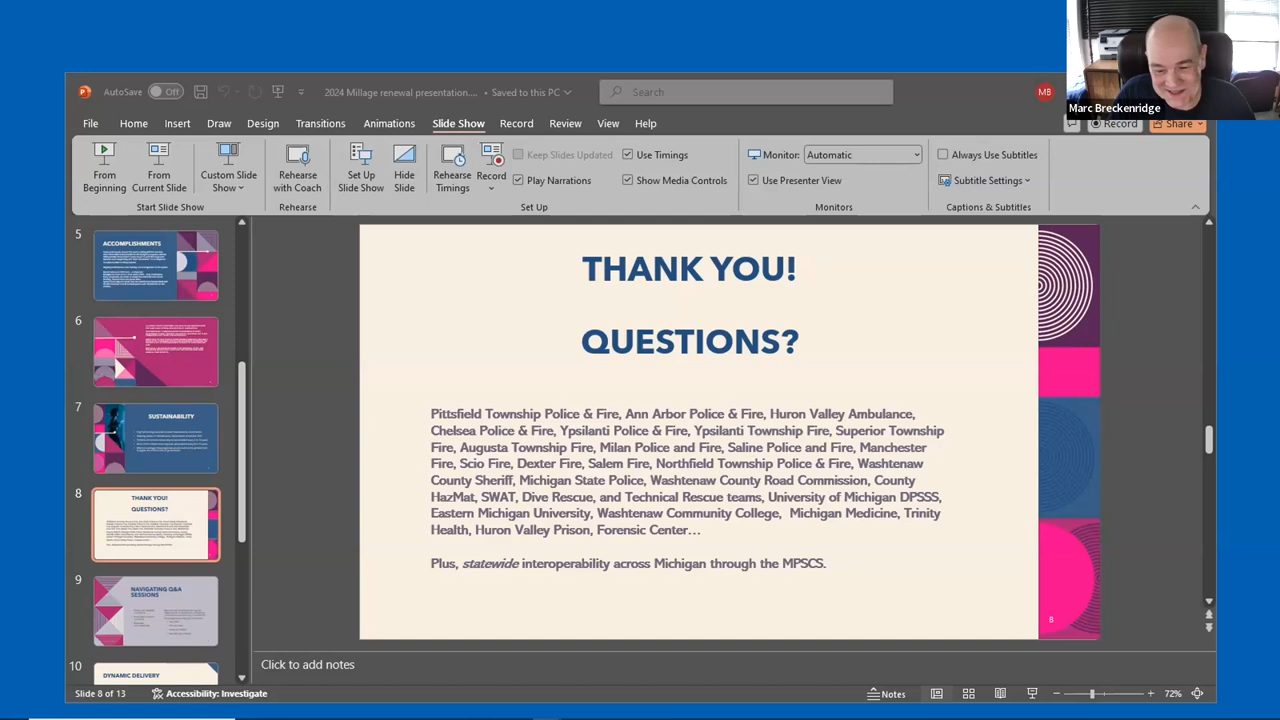 Marc Breckenridge
AutoSave Off 2024 Millage renewal presentation.... • Saved to this PC Search MB
File Home Insert Draw Design Transitions Animations Slide Show Record Review View Help Record Share
From Beginning
From Current Slide
Custom Slide Show
Start Slide Show
Rehearse with Coach
Rehearse
Set Up Slide Show
Hide Slide
Rehearse Timings
Record
Keep Slides Updated
Play Narrations
Use Timings
Show Media Controls
Set Up
Monitor: Automatic
Use Presenter View
Monitors
Always Use Subtitles
Subtitle Settings
Captions & Subtitles
5
ACCOMPLISHMENTS
6
7
SUSTAINABILITY
8
THANK YOU!
QUESTIONS?
9
NAVIGATING Q&A
SESSIONS
10
DYNAMIC DELIVERY
THANK YOU!
QUESTIONS?
Pittsfield Township Police & Fire, Ann Arbor Police & Fire, Huron Valley Ambulance,
Chelsea Police & Fire, Ypsilanti Police & Fire, Ypsilanti Township Fire, Superior Township
Fire, Augusta Township Fire, Milan Police and Fire, Saline Police and Fire, Manchester
Fire, Scio Fire, Dexter Fire, Salem Fire, Northfield Township Police & Fire, Washtenaw
County Sheriff, Michigan State Police, Washtenaw County Road Commission, County
HazMat, SWAT, Dive Rescue, and Technical Rescue teams, University of Michigan DPSSS,
Eastern Michigan University, Washtenaw Community College, Michigan Medicine, Trinity
Health, Huron Valley Prison, Forensic Center…
Plus, statewide interoperability across Michigan through the MPSCS.
8
Click to add notes
Slide 8 of 13 Accessibility: Investigate Notes 72%